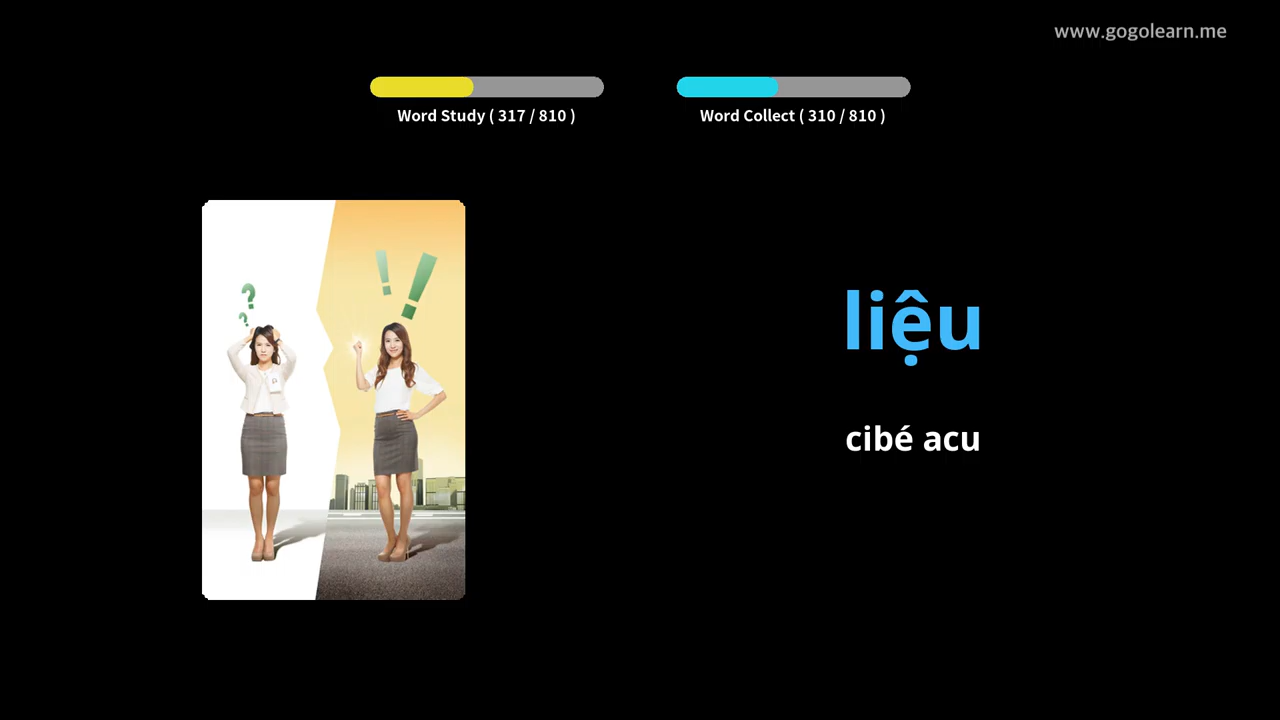 www.gogolearn.me
Word Study ( 317 / 810 )
Word Collect ( 310 / 810 )
liệu
cibé acu